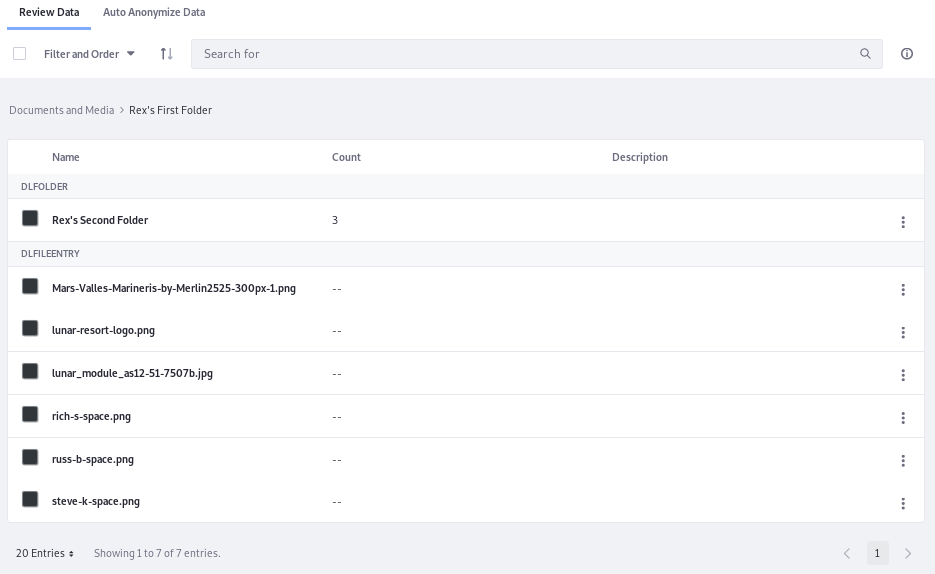 Review Data Auto Anonymize Data
Filter and Order Search for
Documents and Media > Rex's First Folder
Name Count Description
DLFOLDER
Rex's Second Folder 3
DLFILEENTRY
Mars-Valles-Marineris-by-Merlin2525-300px-1.png --
lunar-resort-logo.png --
lunar_module_as12-51-7507b.jpg --
rich-s-space.png --
russ-b-space.png --
steve-k-space.png --
20 Entries Showing 1 to 7 of 7 entries. 1